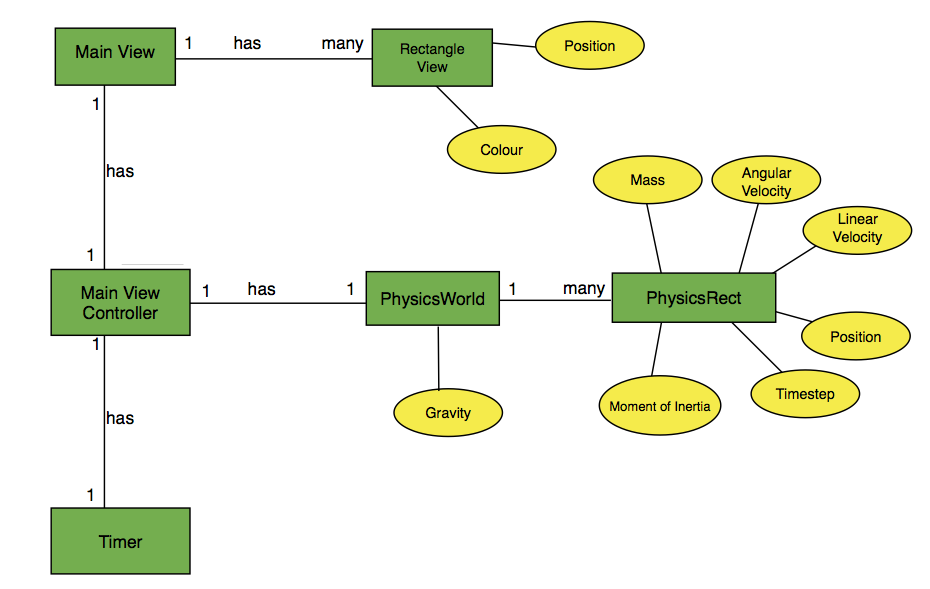 Main View
1
has
many
Rectangle
View
Position
Colour
1
has
1
Mass
Angular
Velocity
Linear
Velocity
Main View
Controller
1
has
1
PhysicsWorld
1
many
PhysicsRect
Position
Timestep
Moment of Inertia
Gravity
1
has
1
Timer